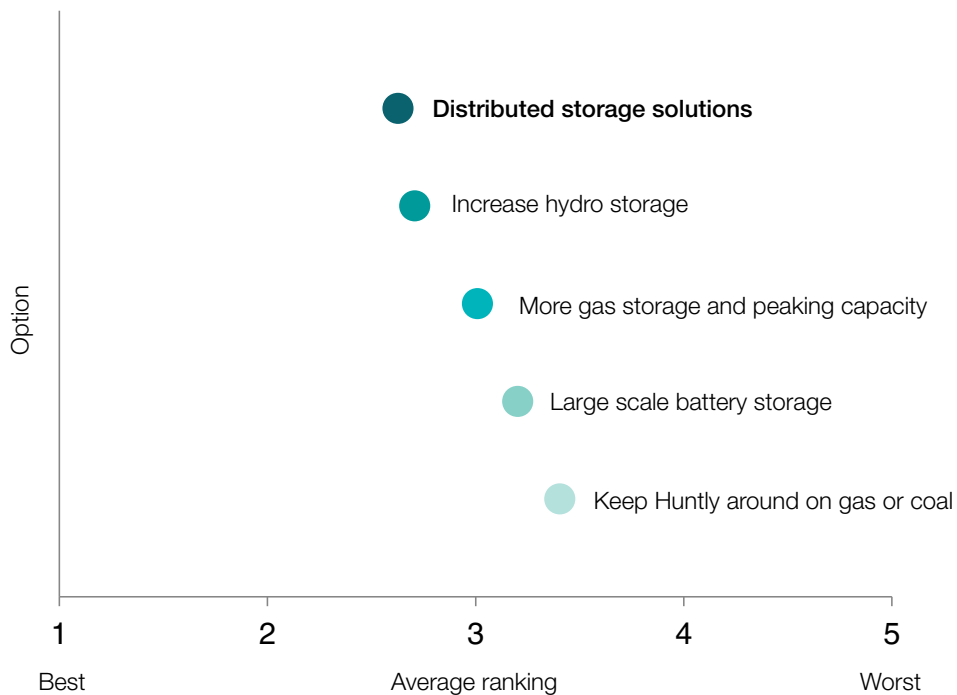 Distributed storage solutions
Increase hydro storage
More gas storage and peaking capacity
Large scale battery storage
Keep Huntly around on gas or coal
Option
1 2 3 4 5
Best Average ranking Worst